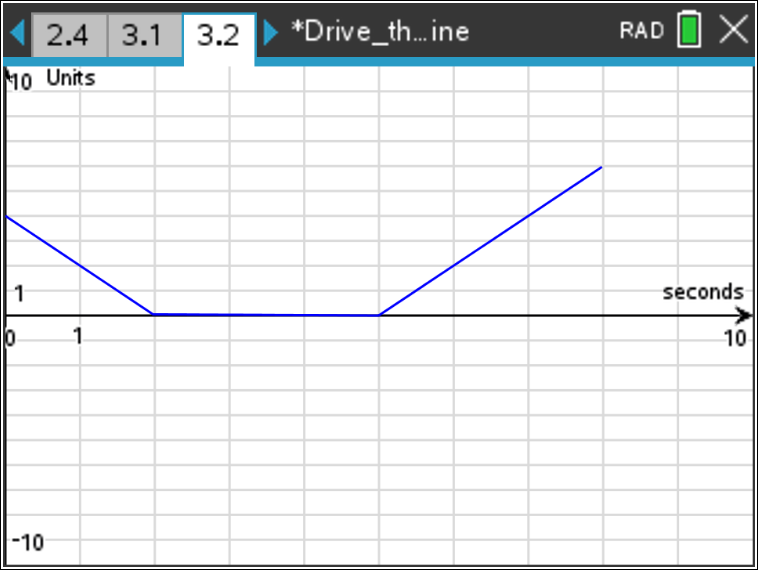 2.4 3.1 3.2 *Drive_th...ine RAD
10 Units
1 seconds
0 1 10
-10